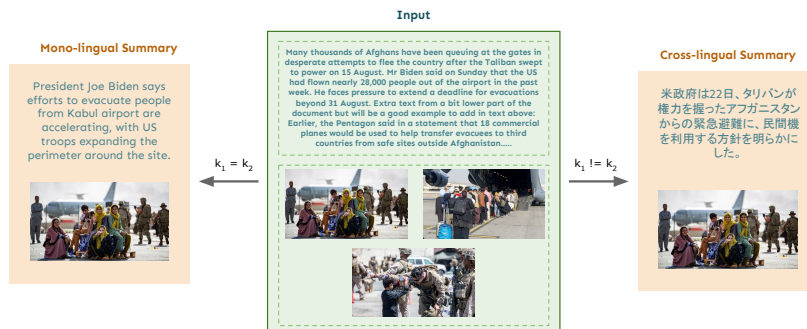 Input
Mono-lingual Summary
President Joe Biden says
efforts to evacuate people
from Kabul airport are
accelerating, with US
troops expanding the
perimeter around the site.
k1 = k2
Many thousands of Afghans have been queuing at the gates in
desperate attempts to flee the country after the Taliban swept
to power on 15 August. Mr Biden said on Sunday that the US
had flown nearly 28,000 people out of the airport in the past
week. He faces pressure to extend a deadline for evacuations
beyond 31 August. Extra text from a bit lower part of the
document but will be a good example to add in text above:
Earlier, the Pentagon said in a statement that 18 commercial
planes would be used to help transfer evacuees to third
countries from safe sites outside Afghanistan.....
k1 != k2
Cross-lingual Summary
米政府は22日、タリバンが
権力を握ったアフガニスタン
からの緊急避難に、民間機
を利用する方針を明らかに
した。